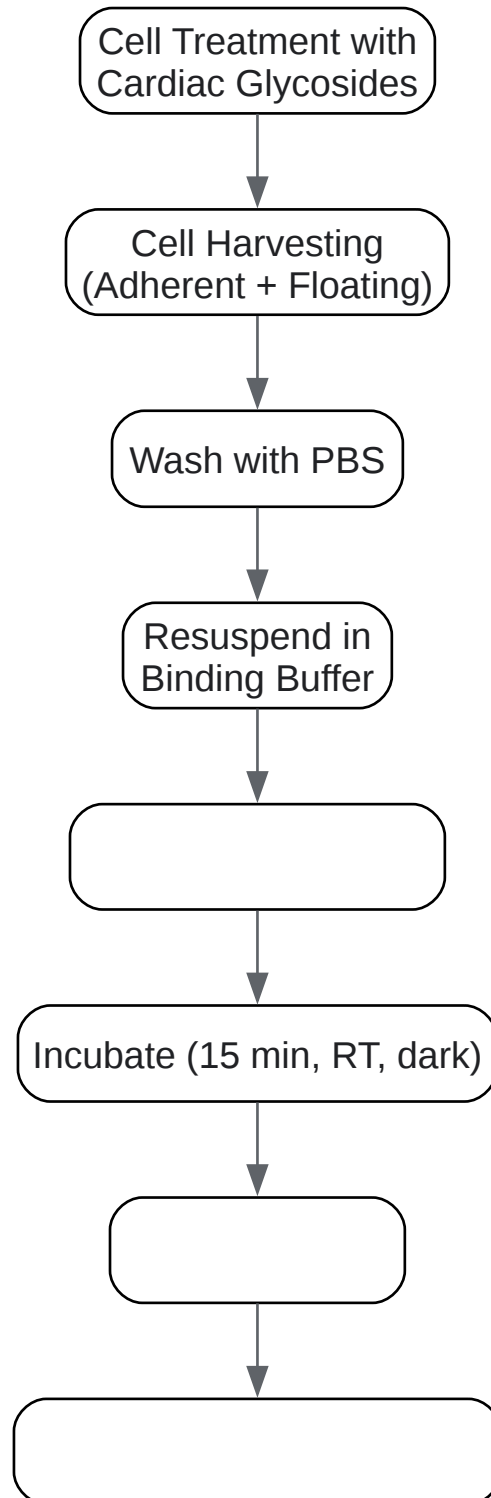 Cell Treatment with
Cardiac Glycosides
Cell Harvesting
(Adherent + Floating)
Wash with PBS
Resuspend in
Binding Buffer
Incubate (15 min, RT, dark)